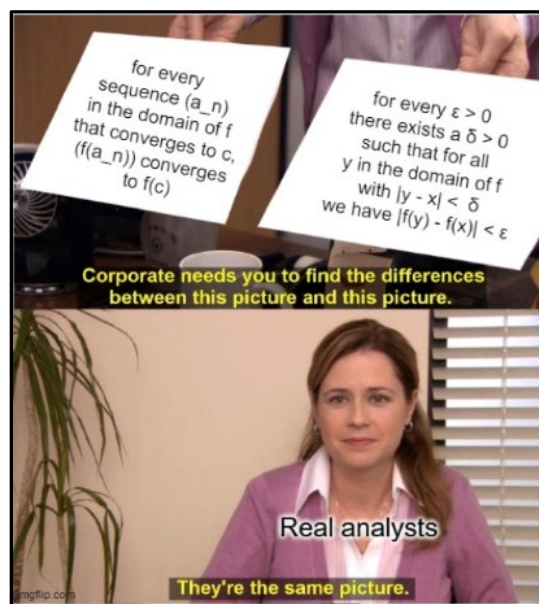 for every
sequence (a_n)
in the domain of f
that converges to c,
(f(a_n)) converges
to f(c)
for every ε > 0
there exists a δ > 0
such that for all
y in the domain of f
with |y - x| < δ
we have |f(y) - f(x)| < ε
Corporate needs you to find the differences
between this picture and this picture.
Real analysts
They're the same picture.
imgflip.com